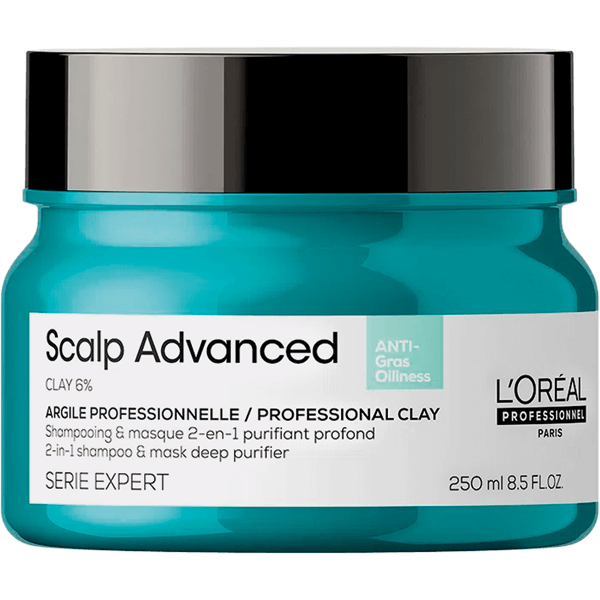 Scalp Advanced
ANTI-
Gras
Oiliness
CLAY 6%
ARGILE PROFESSIONNELLE / PROFESSIONAL CLAY
Shampooing & masque 2-en-1 purifiant profond
2-in-1 shampoo & mask deep purifier
SERIE EXPERT
L'ORÉAL
PROFESSIONNEL
PARIS
250 ml 8.5 FL.OZ.